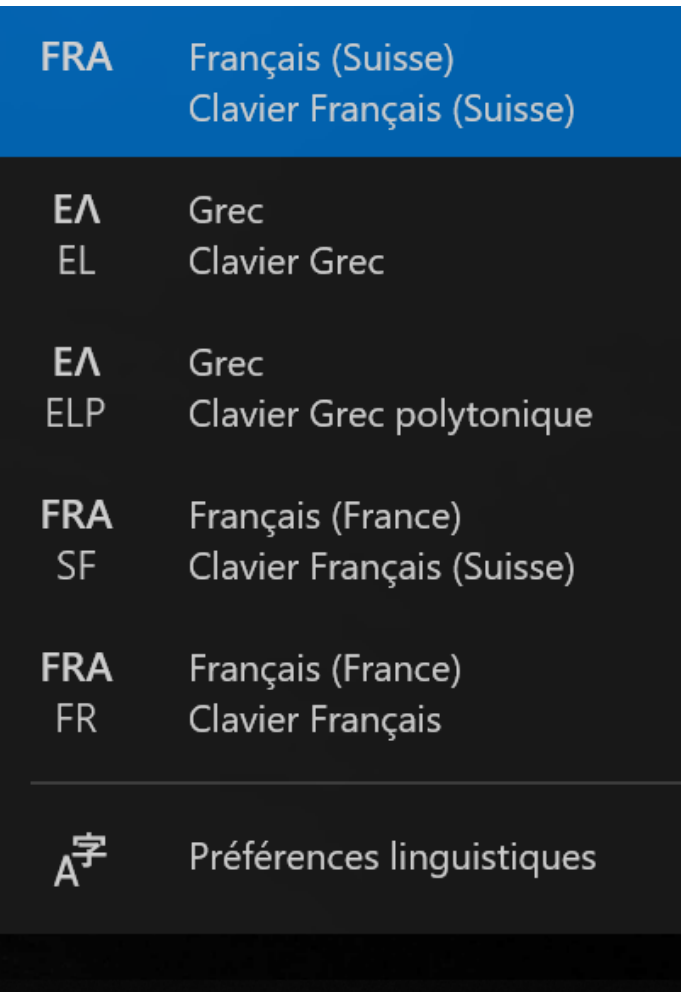 FRA Français (Suisse)
Clavier Français (Suisse)
ΕΛ Grec
EL Clavier Grec
ΕΛ Grec
ELP Clavier Grec polytonique
FRA Français (France)
SF Clavier Français (Suisse)
FRA Français (France)
FR Clavier Français
A字 Préférences linguistiques